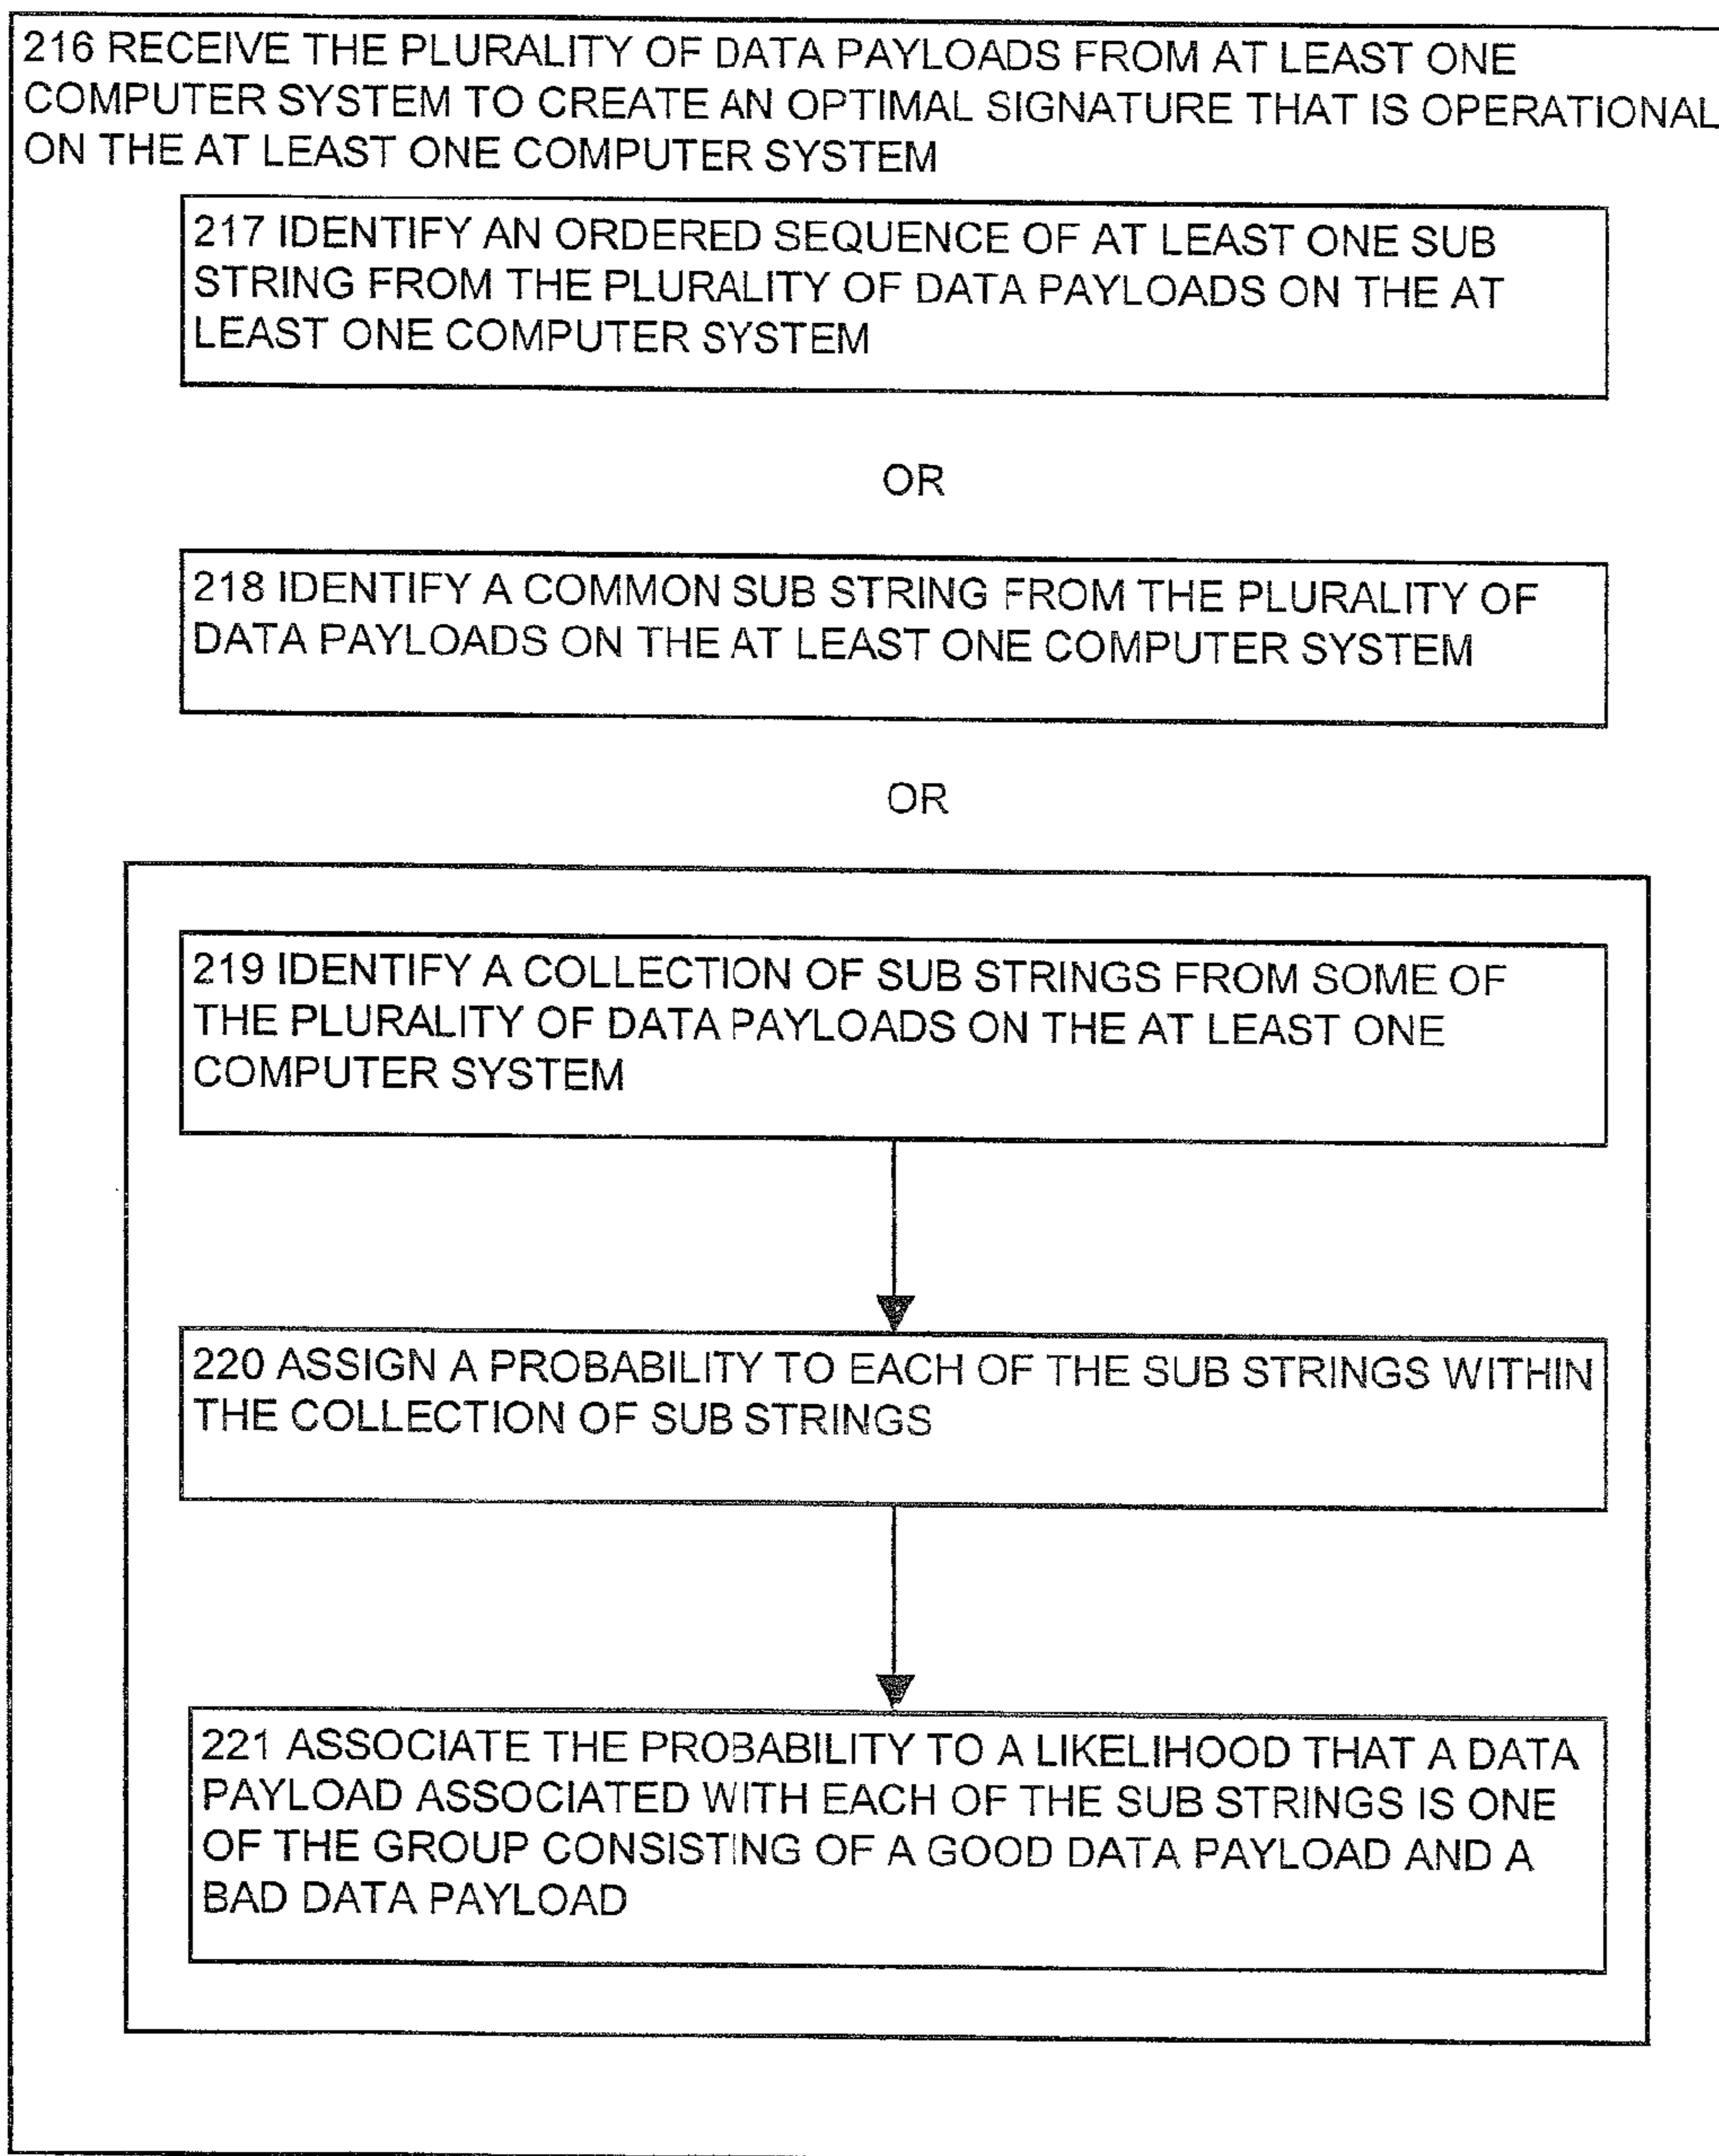 216 RECEIVE THE PLURALITY OF DATA PAYLOADS FROM AT LEAST ONE
COMPUTER SYSTEM TO CREATE AN OPTIMAL SIGNATURE THAT IS OPERATIONAL
ON THE AT LEAST ONE COMPUTER SYSTEM
217 IDENTIFY AN ORDERED SEQUENCE OF AT LEAST ONE SUB
STRING FROM THE PLURALITY OF DATA PAYLOADS ON THE AT
LEAST ONE COMPUTER SYSTEM
OR
218 IDENTIFY A COMMON SUB STRING FROM THE PLURALITY OF
DATA PAYLOADS ON THE AT LEAST ONE COMPUTER SYSTEM
OR
219 IDENTIFY A COLLECTION OF SUB STRINGS FROM SOME OF
THE PLURALITY OF DATA PAYLOADS ON THE AT LEAST ONE
COMPUTER SYSTEM
220 ASSIGN A PROBABILITY TO EACH OF THE SUB STRINGS WITHIN
THE COLLECTION OF SUB STRINGS
221 ASSOCIATE THE PROBABILITY TO A LIKELIHOOD THAT A DATA
PAYLOAD ASSOCIATED WITH EACH OF THE SUB STRINGS IS ONE
OF THE GROUP CONSISTING OF A GOOD DATA PAYLOAD AND A
BAD DATA PAYLOAD